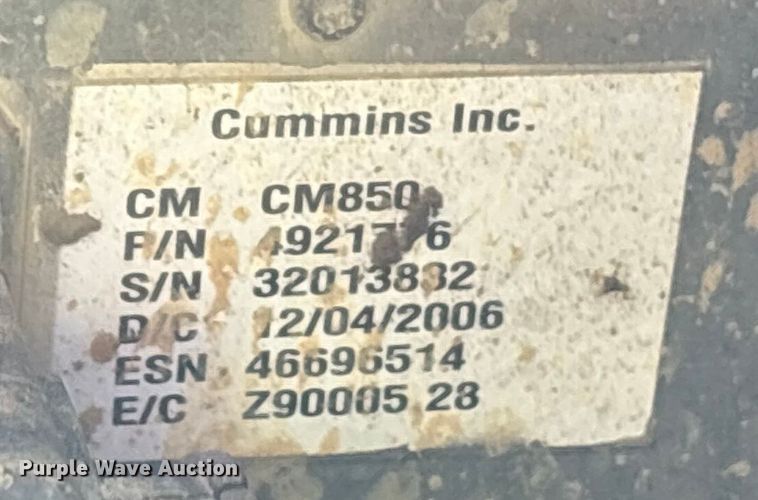 Cummins Inc.
CM CM850
P/N 4921776
S/N 32013832
D/C 12/04/2006
ESN 46696514
E/C Z90005 28
Purple Wave Auction